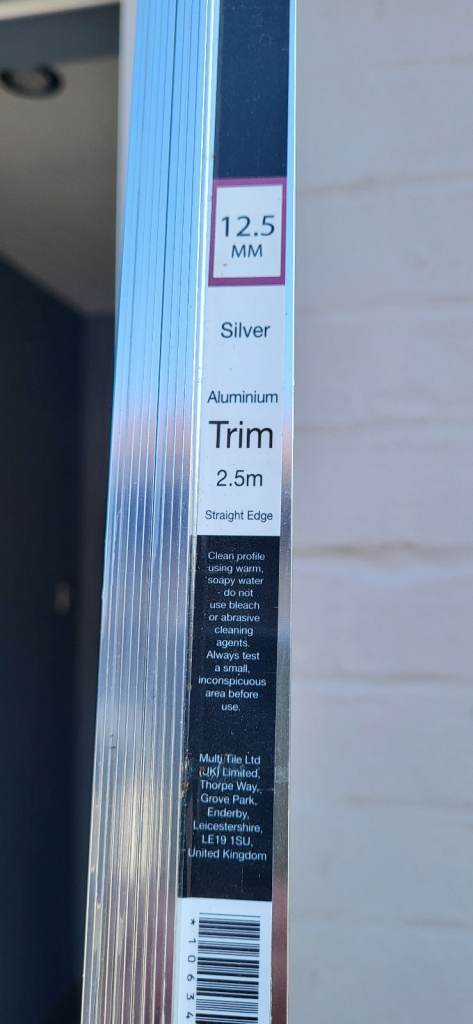 12.5
MM
Silver
Aluminium
Trim
2.5m
Straight Edge
Clean profile
using warm,
soapy water
- do not
use bleach
or abrasive
cleaning
agents.
Always test
a small,
inconspicuous
area before
use.
Multi Tile Ltd
(UK) Limited,
Thorpe Way,
Grove Park,
Enderby,
Leicestershire,
LE19 1SU,
United Kingdom
*10634